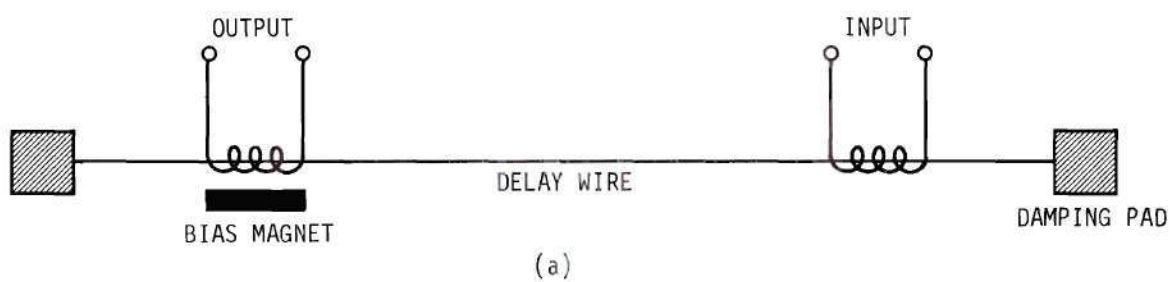 OUTPUT
INPUT
DELAY WIRE
DAMPING PAD
BIAS MAGNET
(a)